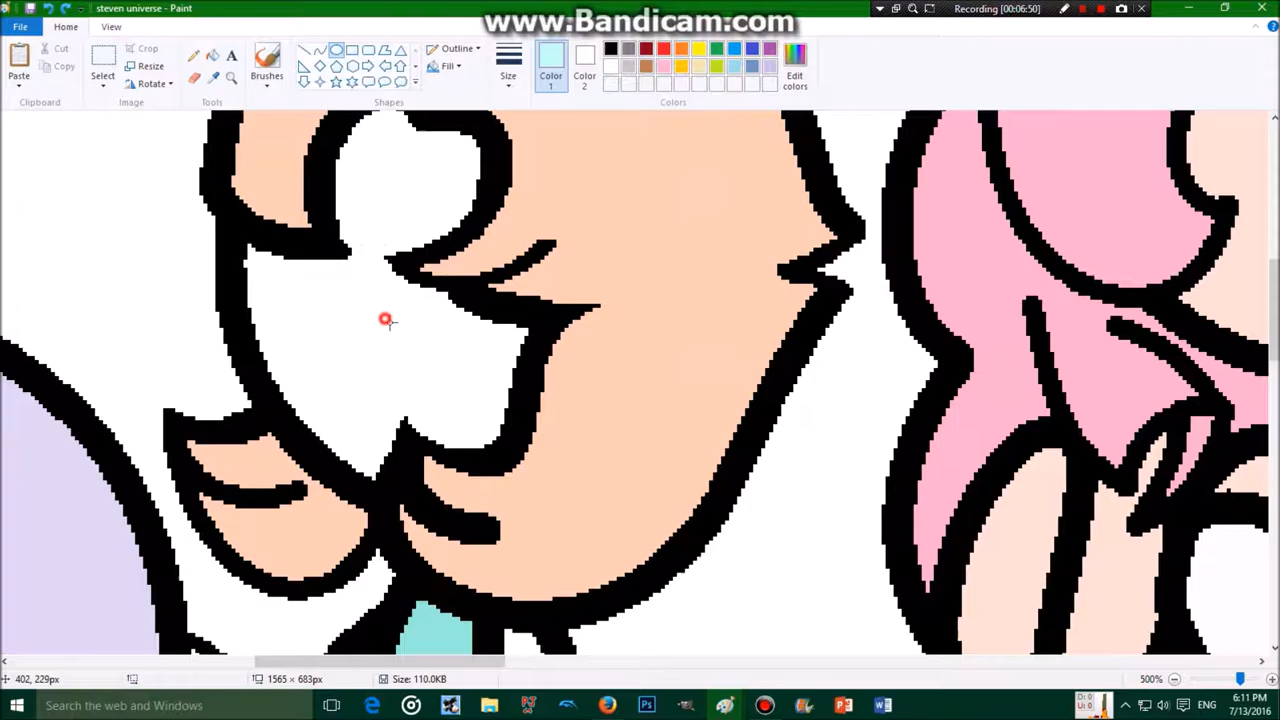 steven universe - Paint
www.Bandicam.com
Recording [00:06:50]
File
Home
View
Paste
Cut
Copy
Clipboard
Select
Crop
Resize
Rotate
Image
A
Tools
Brushes
Shapes
Outline
Fill
Size
Color 1
Color 2
Edit colors
Colors
402, 229px
1565 × 683px
Size: 110.0KB
500%
Search the web and Windows
D: 0
U: 0
ENG
6:11 PM
7/13/2016